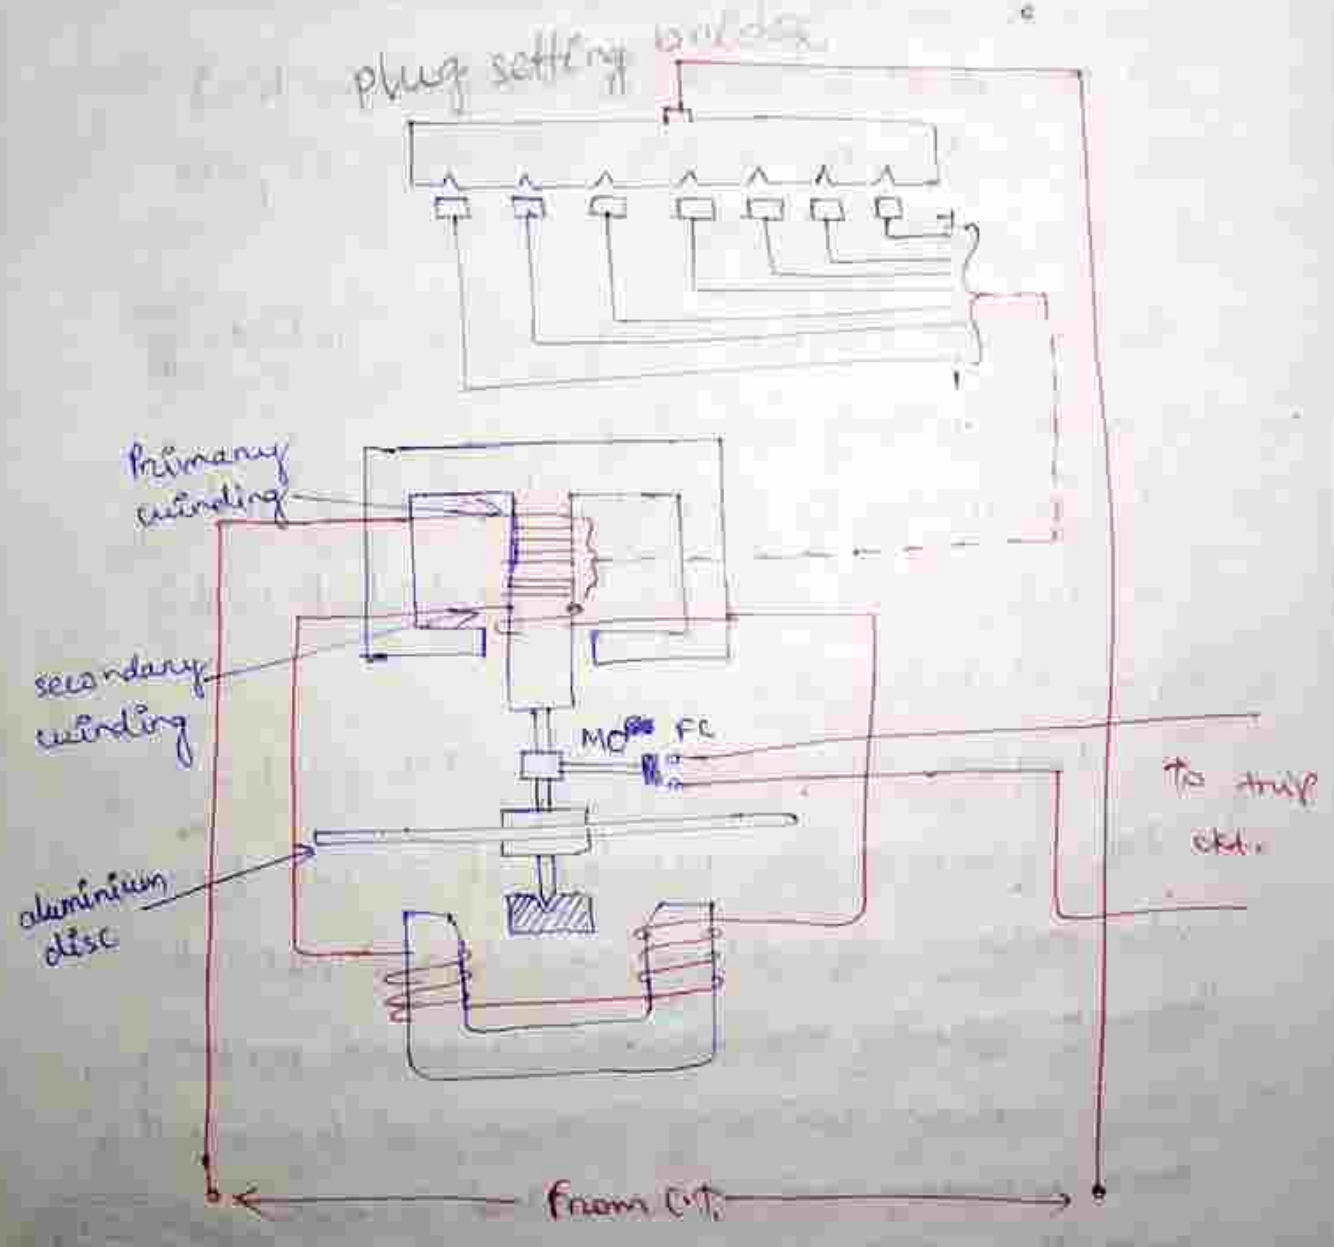 plug setting bridge
Primary
winding
secondary
winding
MC FC
To trip
ckt.
aluminium
disc
From C.T.